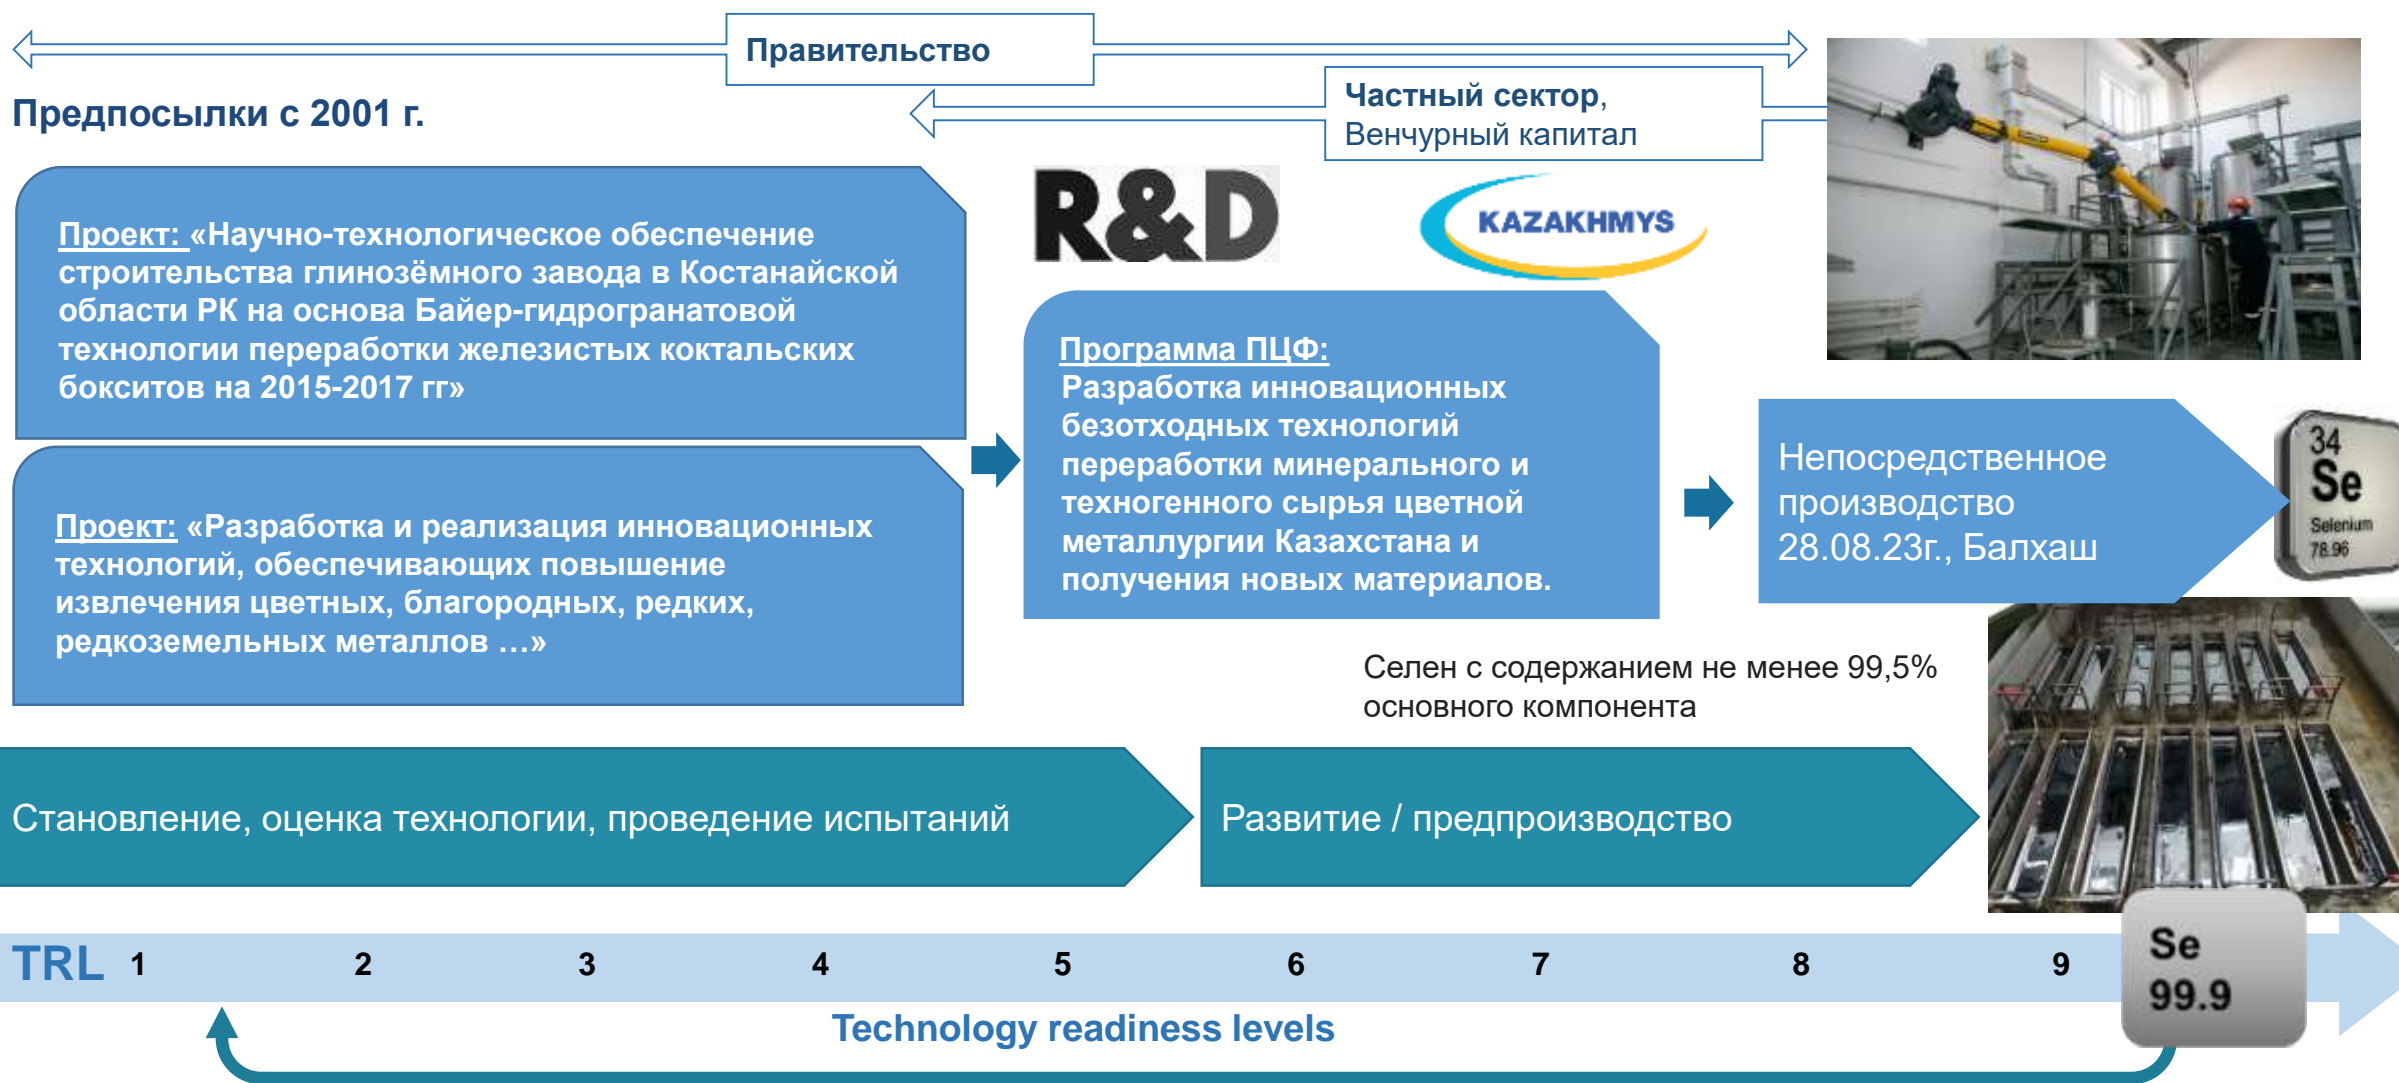 Правительство
Частный сектор,
Венчурный капитал
Предпосылки с 2001 г.
R&D
KAZAKHMYS
Проект: «Научно-технологическое обеспечение
строительства глинозёмного завода в Костанайской
области РК на основа Байер-гидрогранатовой
технологии переработки железистых коктальских
бокситов на 2015-2017 гг»
Проект: «Разработка и реализация инновационных
технологий, обеспечивающих повышение
извлечения цветных, благородных, редких,
редкоземельных металлов ...»
Программа ПЦФ:
Разработка инновационных
безотходных технологий
переработки минерального и
техногенного сырья цветной
металлургии Казахстана и
получения новых материалов.
Непосредственное
производство
28.08.23г., Балхаш
34
Se
Selenium
78.96
Селен с содержанием не менее 99,5%
основного компонента
Становление, оценка технологии, проведение испытаний
Развитие / предпроизводство
TRL 1 2 3 4 5 6 7 8 9
Se
99.9
Technology readiness levels